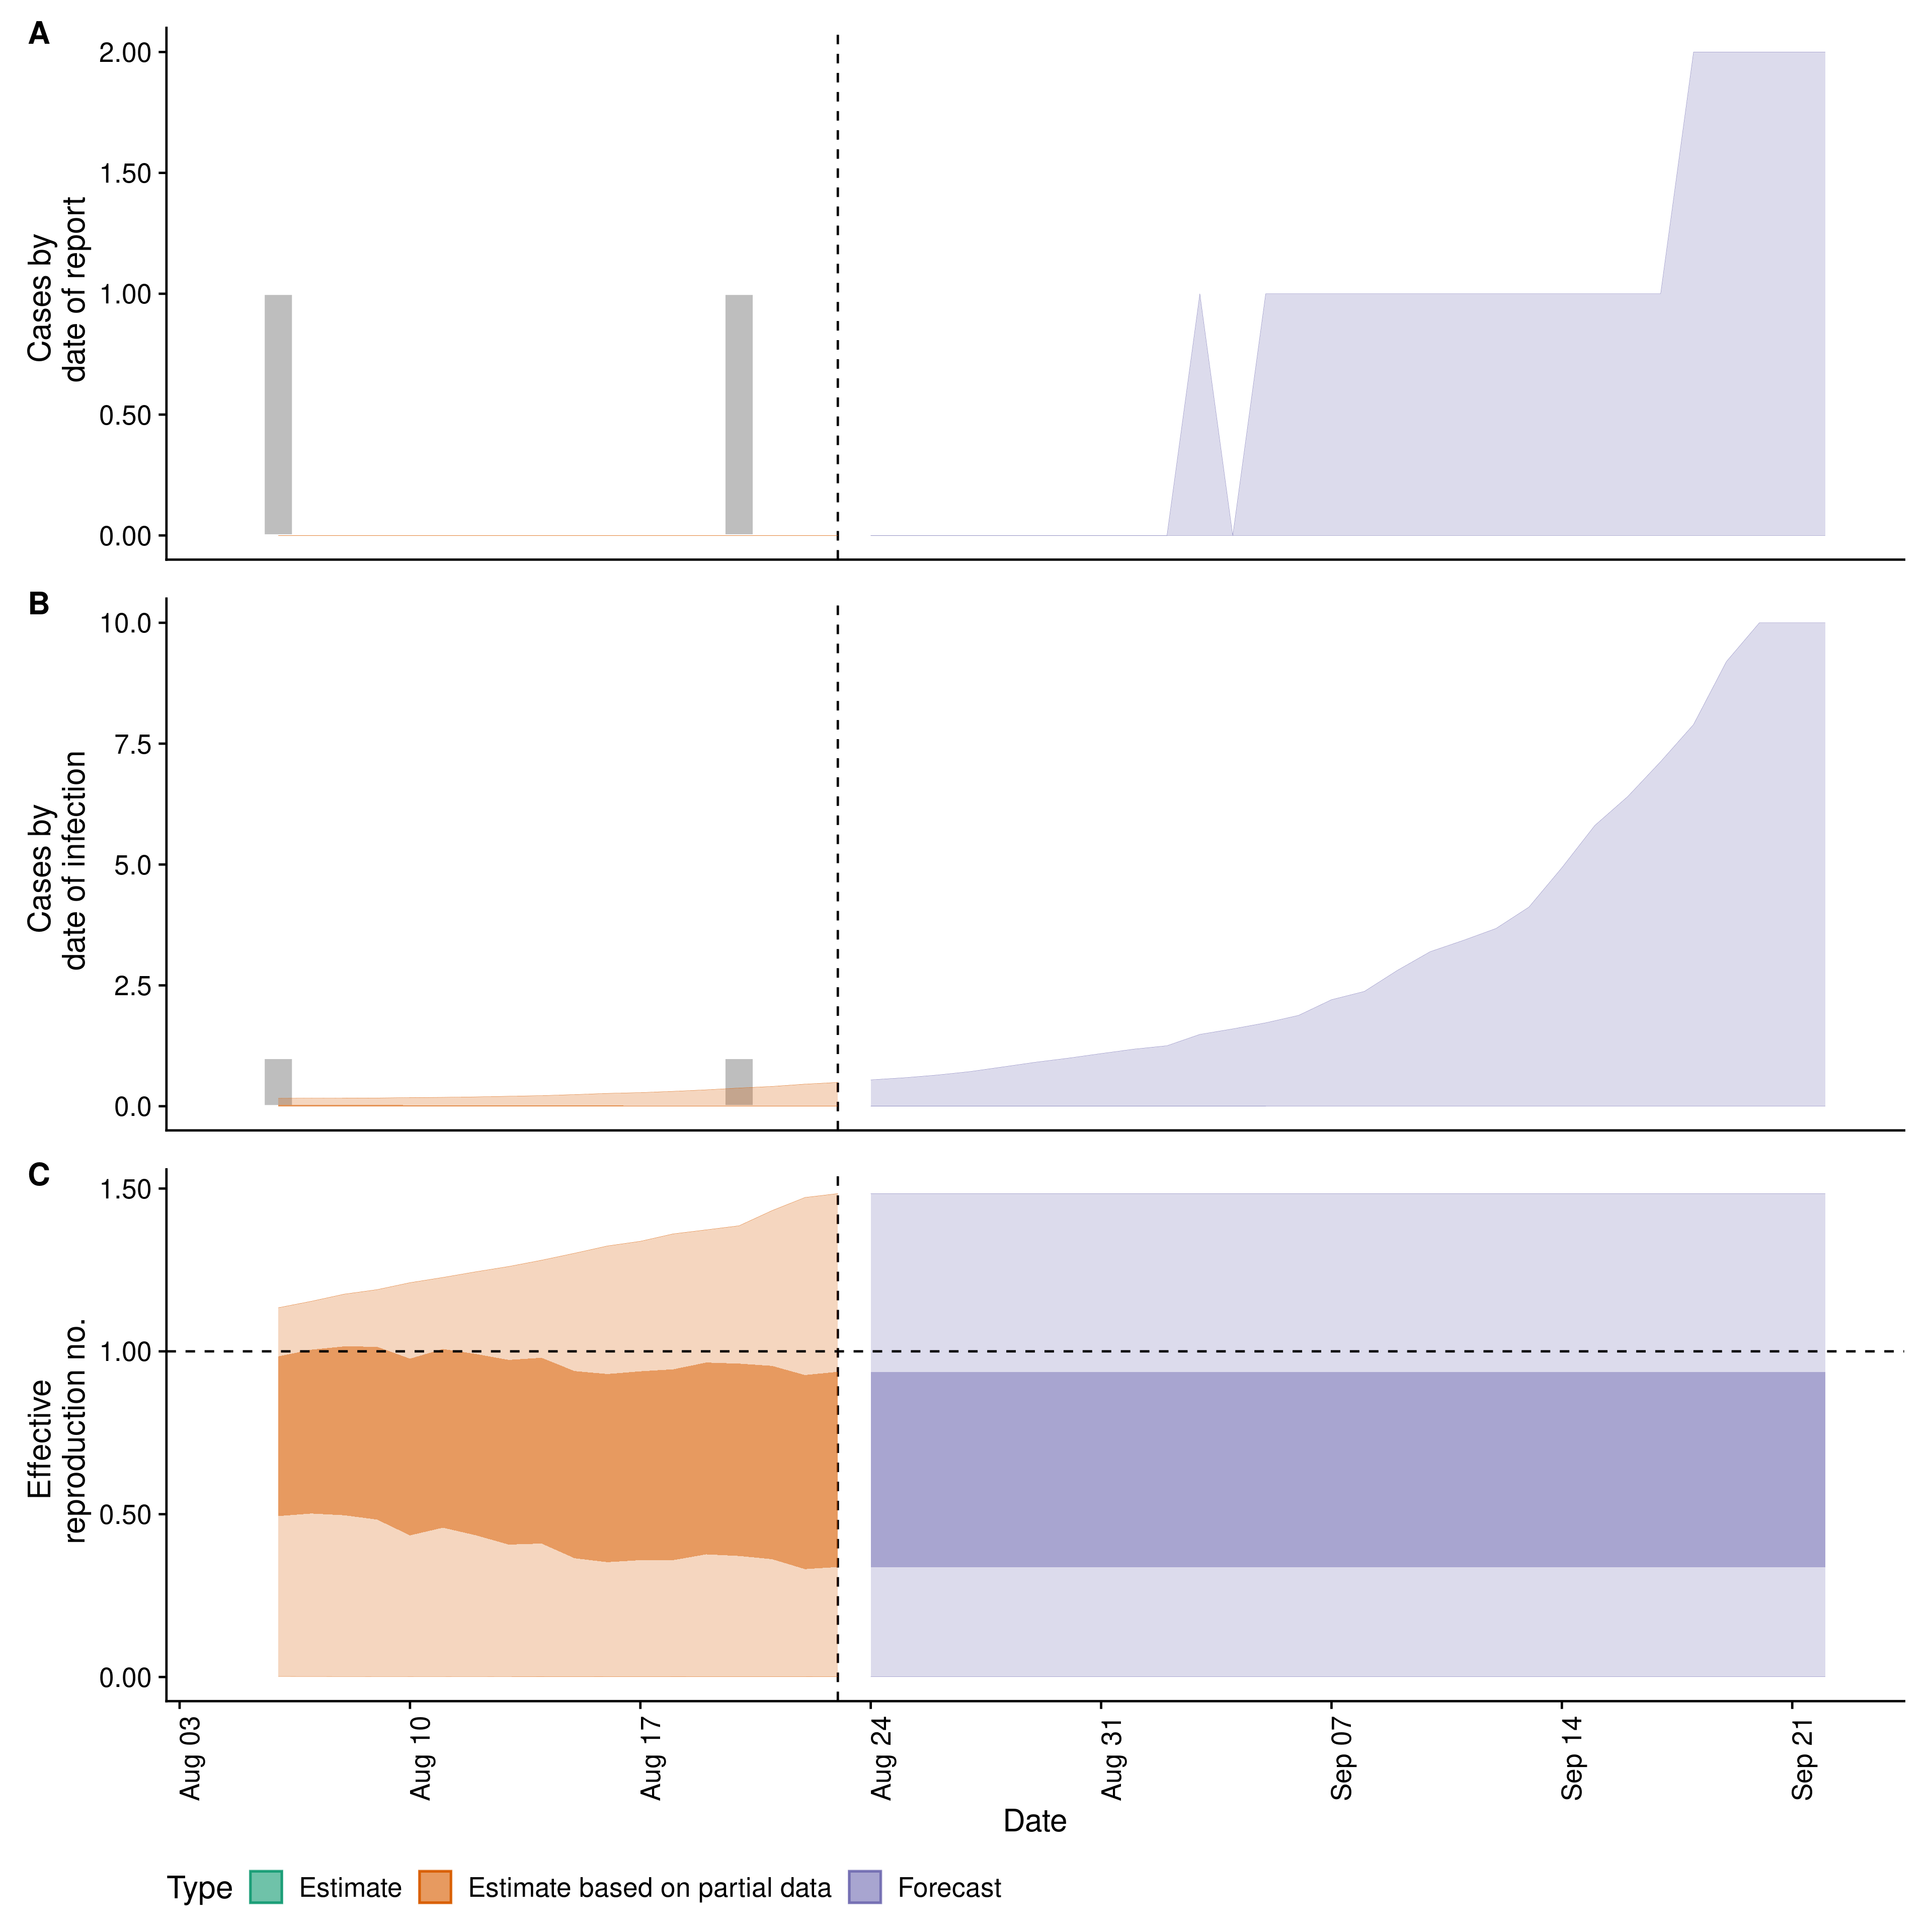 A
2.00
1.50
1.00
0.50
0.00
Cases by
date of report
B
10.0
7.5
5.0
2.5
0.0
Cases by
date of infection
C
1.50
1.00
0.50
0.00
Effective
reproduction no.
Aug 03
Aug 10
Aug 17
Aug 24
Aug 31
Sep 07
Sep 14
Sep 21
Date
Type Estimate Estimate based on partial data Forecast